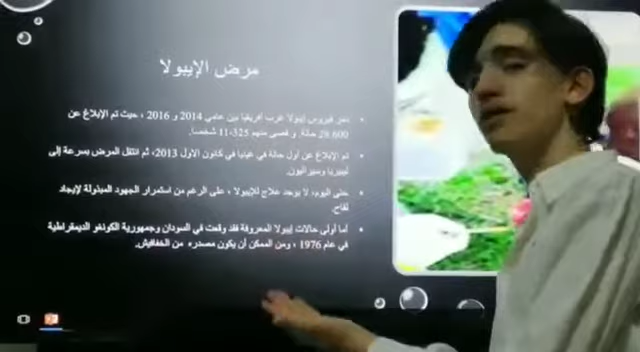 مرض الإيبولا
دمر فيروس إيبولا غرب أفريقيا بين عامي 2014 و 2016 ، حيث تم الإبلاغ عن
28.600 حالة. و قضى منهم 325-11 شخصاً.
تم الإبلاغ عن أول حالة في غينيا في كانون الأول 2013، ثم انتقل المرض بسرعة إلى
ليبيريا وسيراليون.
حتى اليوم، لا يوجد علاج للإيبولا ، على الرغم من استمرار الجهود المبذولة لإيجاد
لقاح.
أما أولى حالات إيبولا المعروفة فقد وقعت في السودان وجمهورية الكونغو الديمقراطية
في عام 1976 ، ومن الممكن أن يكون مصدره من الخفافيش.